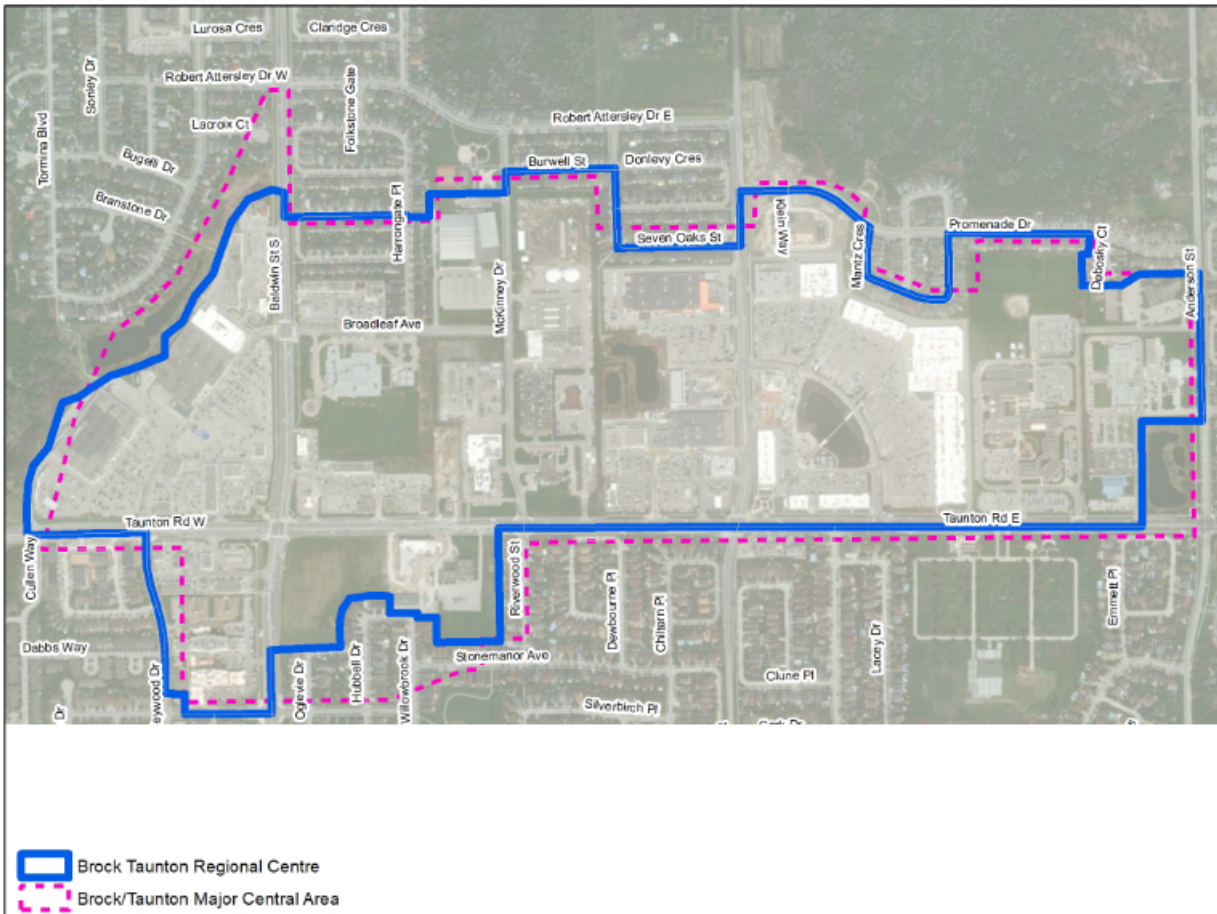 Lurosa Cres
Claridge Cres
Sonley Dr
Robert Attersley Dr W
Folkstone Gate
Tormina Blvd
Lacroix Ct
Robert Attersley Dr E
Bugelli Dr
Burwell St
Donlevy Cres
Branstone Dr
Harrongate Pl
Klein Way
Promenade Dr
Seven Oaks St
Mantz Cres
Debosky Ct
Baldwin St S
McKinney Dr
Anderson St
Broadleaf Ave
Taunton Rd W
Taunton Rd E
Cullen Way
Riverwood St
Dewbourne Pl
Chiltern Pl
Emmett Pl
Dabbs Way
Stonemanor Ave
Lacey Dr
Hubbell Dr
Oglevie Dr
Willowbrook Dr
Clune Pl
Silverbirch Pl
Dr
eywood Dr
Brock Taunton Regional Centre
Brock/Taunton Major Central Area